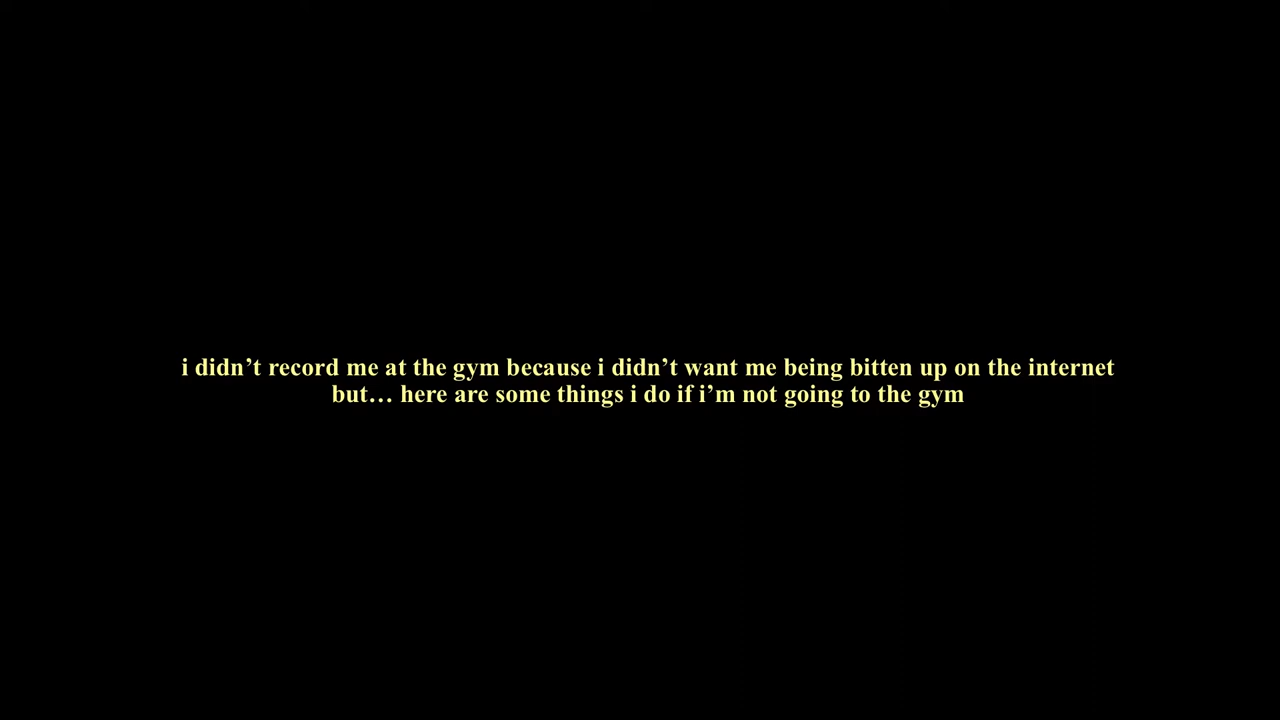 i didn’t record me at the gym because i didn’t want me being bitten up on the internet
but… here are some things i do if i’m not going to the gym